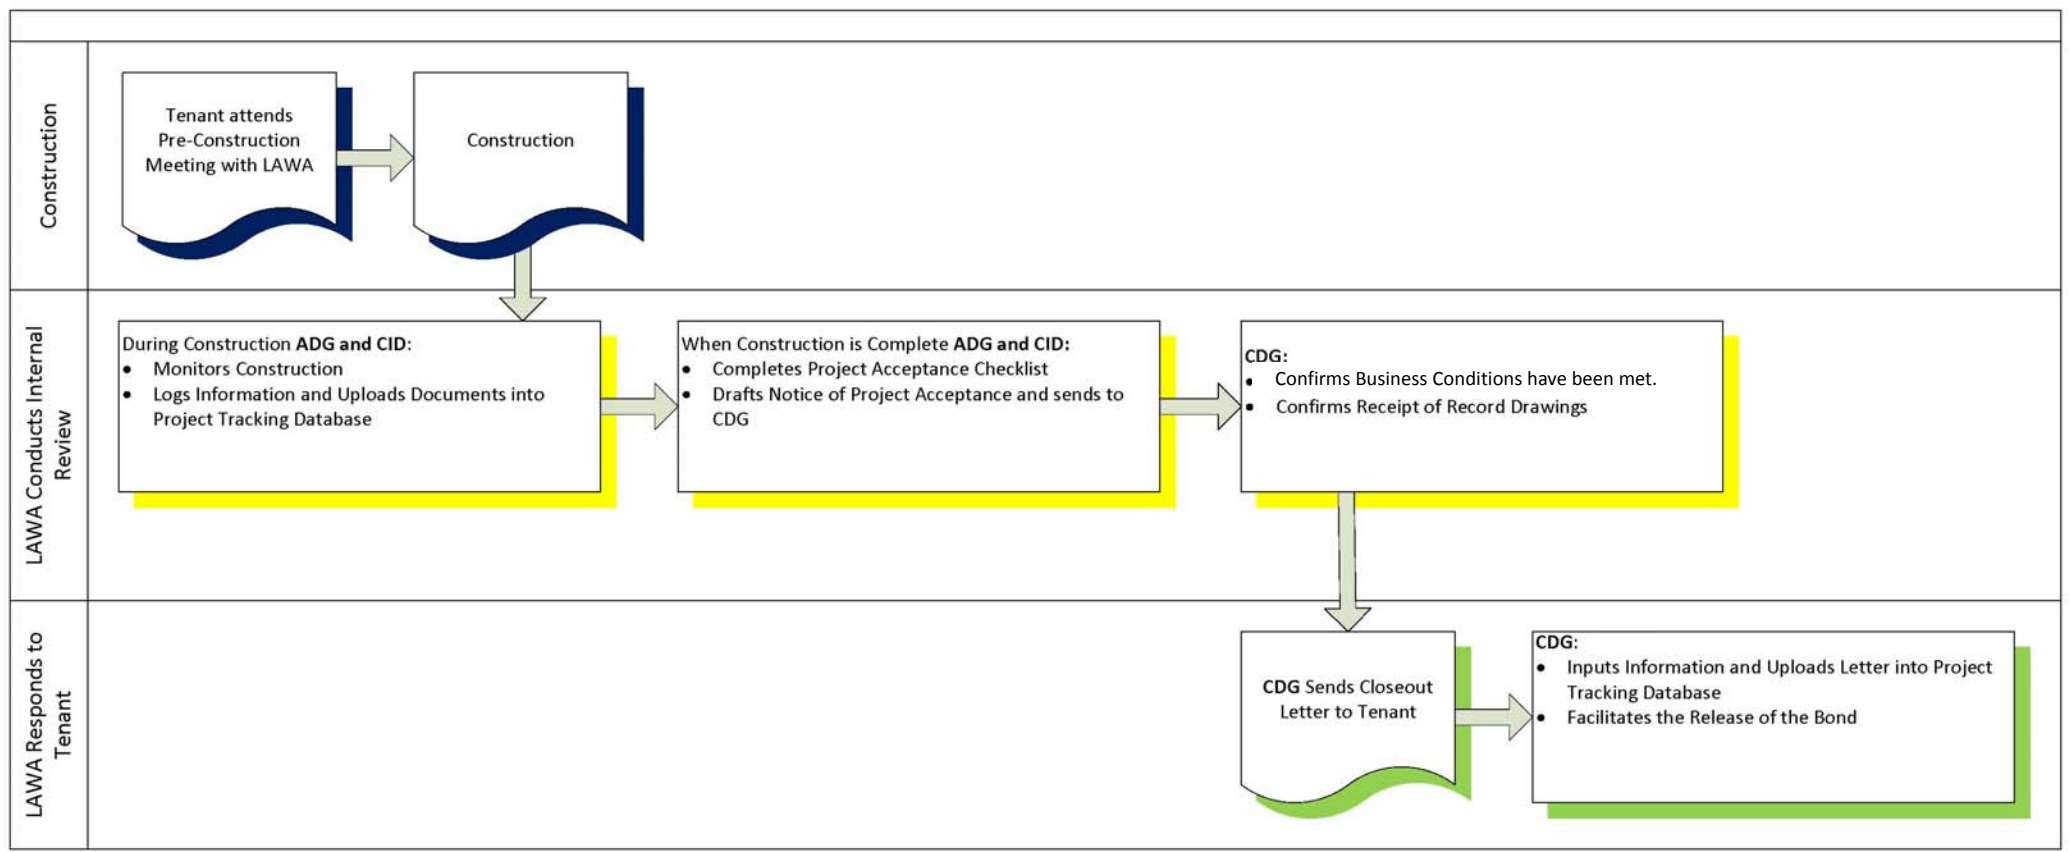 Construction
Tenant attends
Pre-Construction
Meeting with LAWA
Construction
LAWA Conducts Internal
Review
During Construction ADG and CID:
• Monitors Construction
• Logs Information and Uploads Documents into
Project Tracking Database
When Construction is Complete ADG and CID:
• Completes Project Acceptance Checklist
• Drafts Notice of Project Acceptance and sends to
CDG
CDG:
• Confirms Business Conditions have been met.
• Confirms Receipt of Record Drawings
LAWA Responds to
Tenant
CDG Sends Closeout
Letter to Tenant
CDG:
• Inputs Information and Uploads Letter into Project
Tracking Database
• Facilitates the Release of the Bond